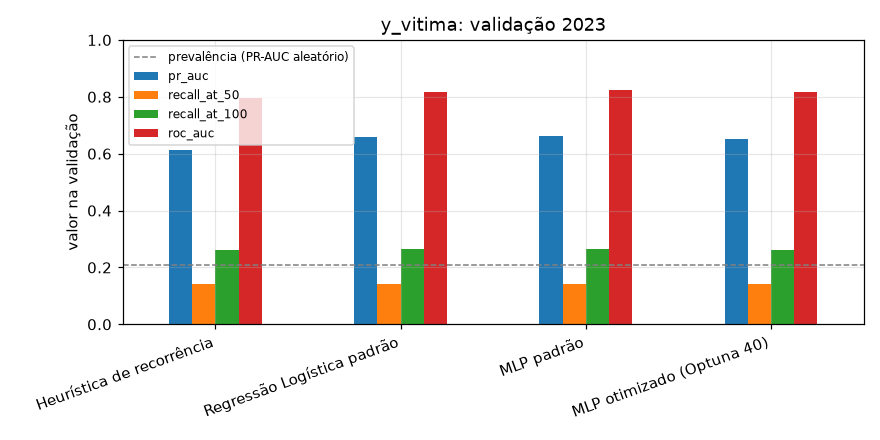 y_vitima: validação 2023
valor na validação
1.0
0.8
0.6
0.4
0.2
0.0
prevalência (PR-AUC aleatório)
pr_auc
recall_at_50
recall_at_100
roc_auc
Heurística de recorrência
Regressão Logística padrão
MLP padrão
MLP otimizado (Optuna 40)